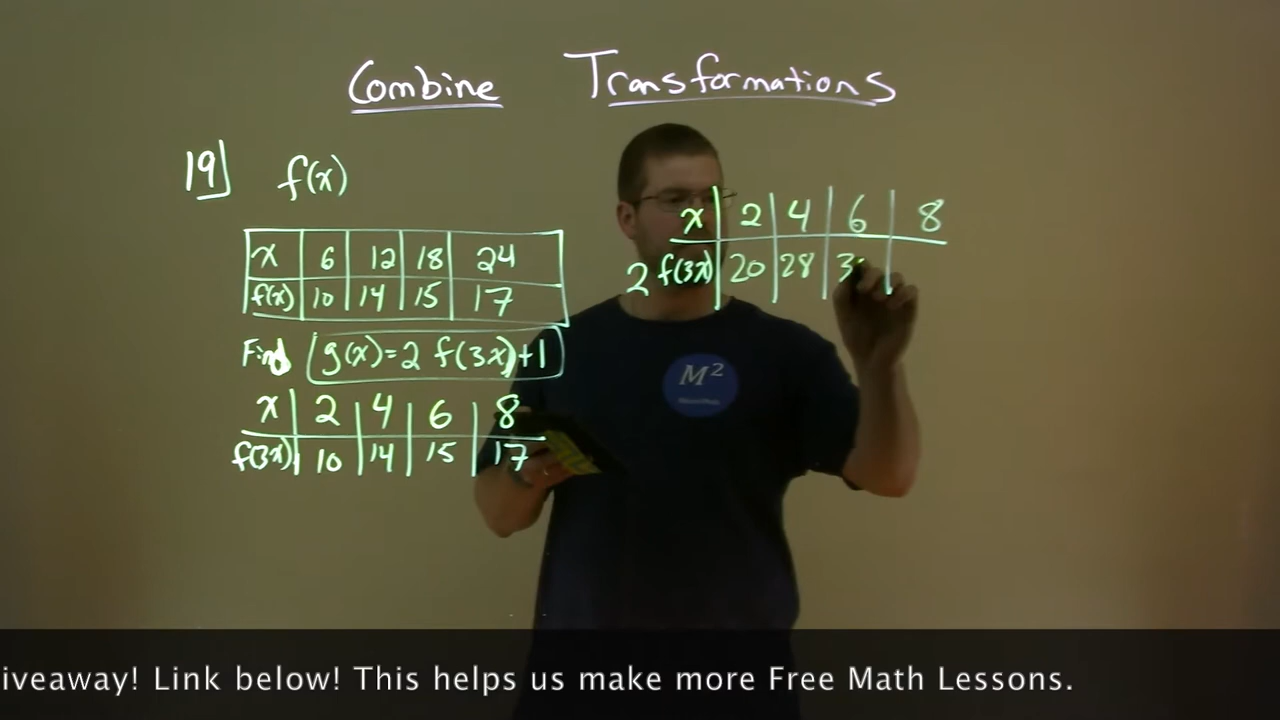 Combine Transformations
19] f(x)
x 6 12 18 24
f(x) 10 14 15 17
Find g(x)=2 f(3x)+1
x 2 4 6 8
f(3x) 10 14 15 17
x 2 4 6 8
2 f(3x) 20 28
M²
iveaway! Link below! This helps us make more Free Math Lessons.